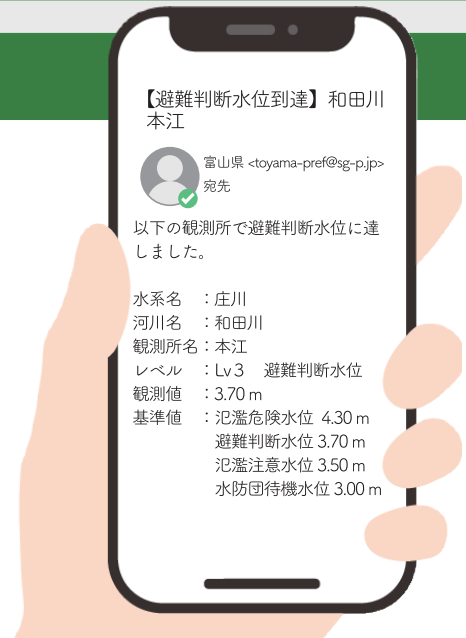 【避難判断水位到達】和田川
本江
富山県 <toyama-pref@sg-p.jp>
宛先
以下の観測所で避難判断水位に達
しました。
水系名　：庄川
河川名　：和田川
観測所名：本江
レベル　：Lv３　避難判断水位
観測値　：3.70 m
基準値　：氾濫危険水位 4.30 m
避難判断水位 3.70 m
氾濫注意水位 3.50 m
水防団待機水位 3.00 m